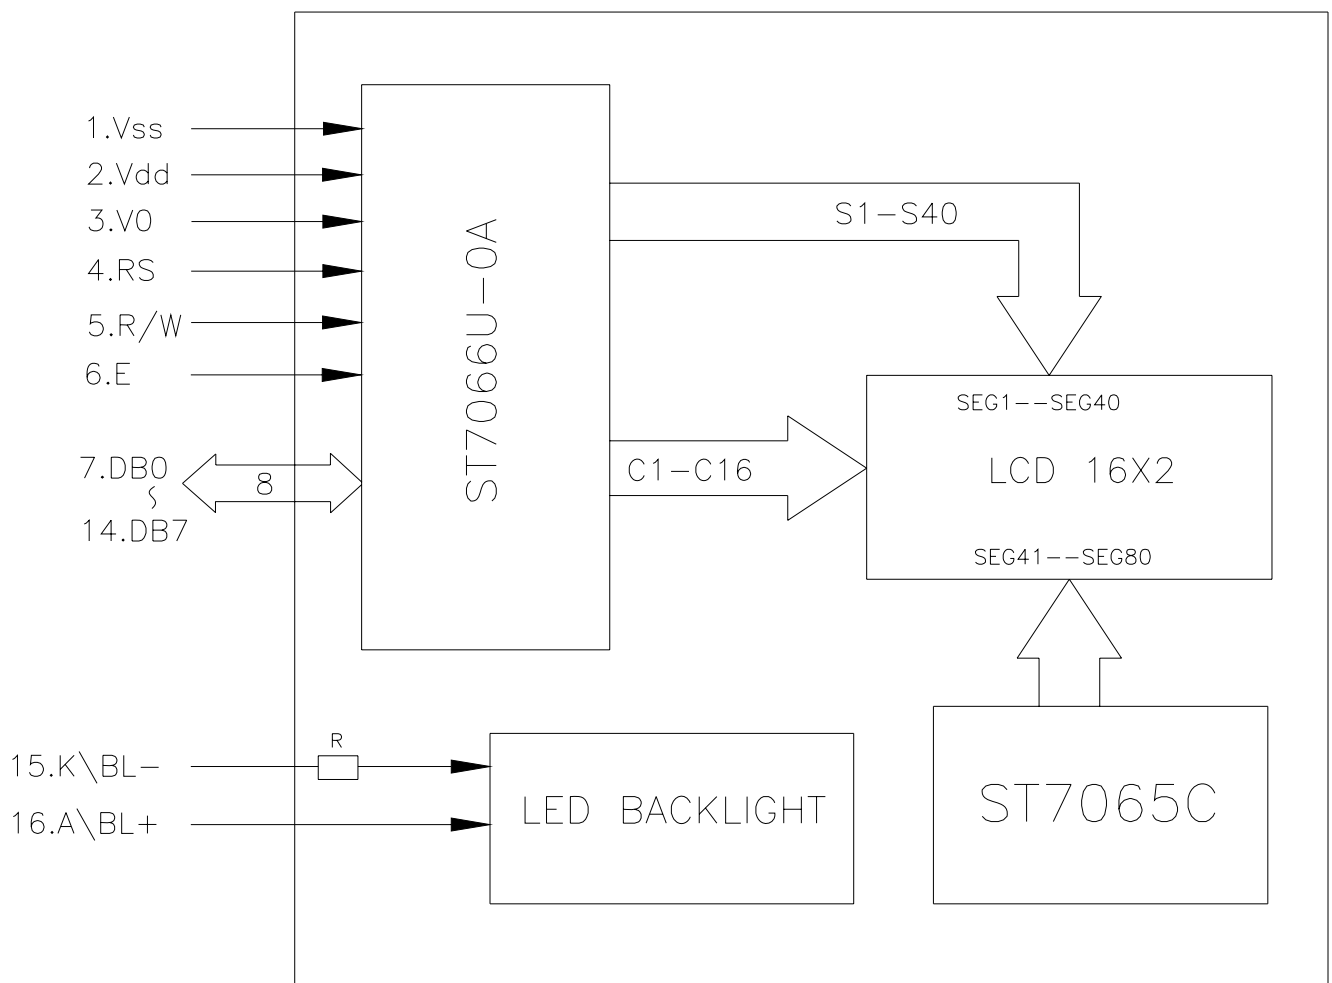 1.Vss
2.Vdd
3.V0
4.RS
5.R/W
6.E
7.DB0
~
14.DB7
8
ST7066U-0A
S1-S40
C1-C16
SEG1--SEG40
LCD 16X2
SEG41--SEG80
15.K\BL-
R
16.A\BL+
LED BACKLIGHT
ST7065C